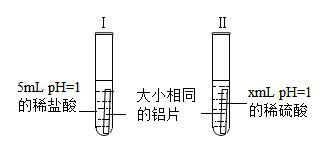 I
II
5mL pH=1
的稀盐酸
大小相同
的铝片
xmL pH=1
的稀硫酸